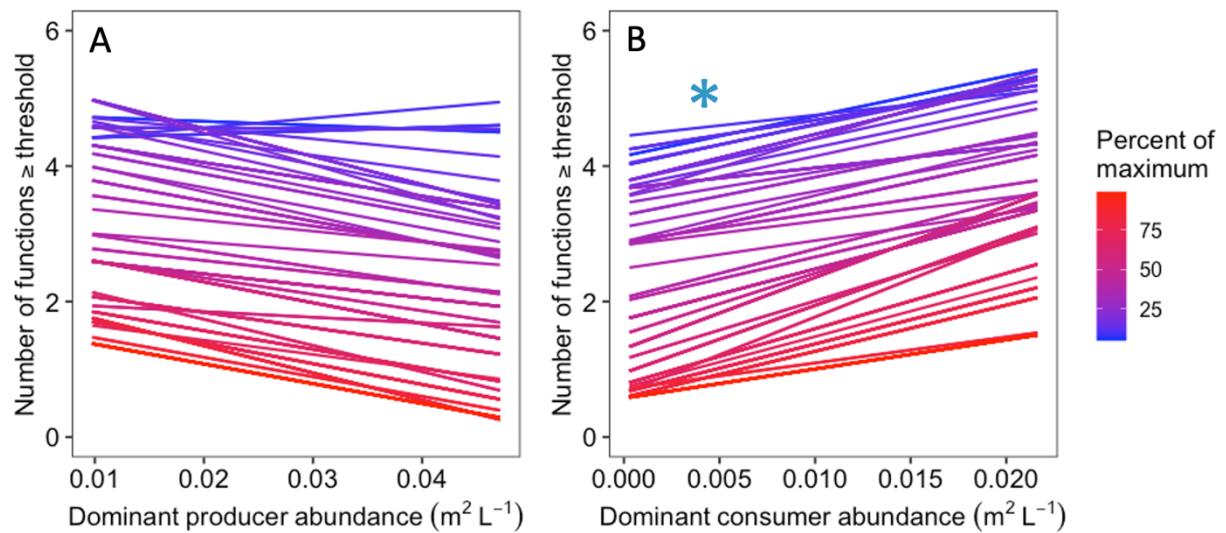 A
B
Number of functions ≥ threshold
6
4
2
0
0.01 0.02 0.03 0.04
Dominant producer abundance (m² L⁻¹)
*
Number of functions ≥ threshold
6
4
2
0
0.000 0.005 0.010 0.015 0.020
Dominant consumer abundance (m² L⁻¹)
Percent of
maximum
75
50
25